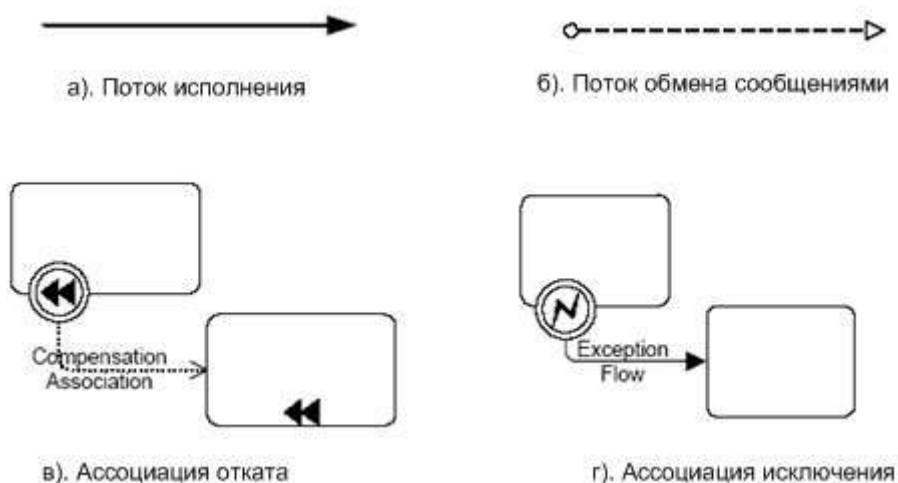 а). Поток исполнения
б). Поток обмена сообщениями
Compensation
Association
Exception
Flow
в). Ассоциация отката
г). Ассоциация исключения